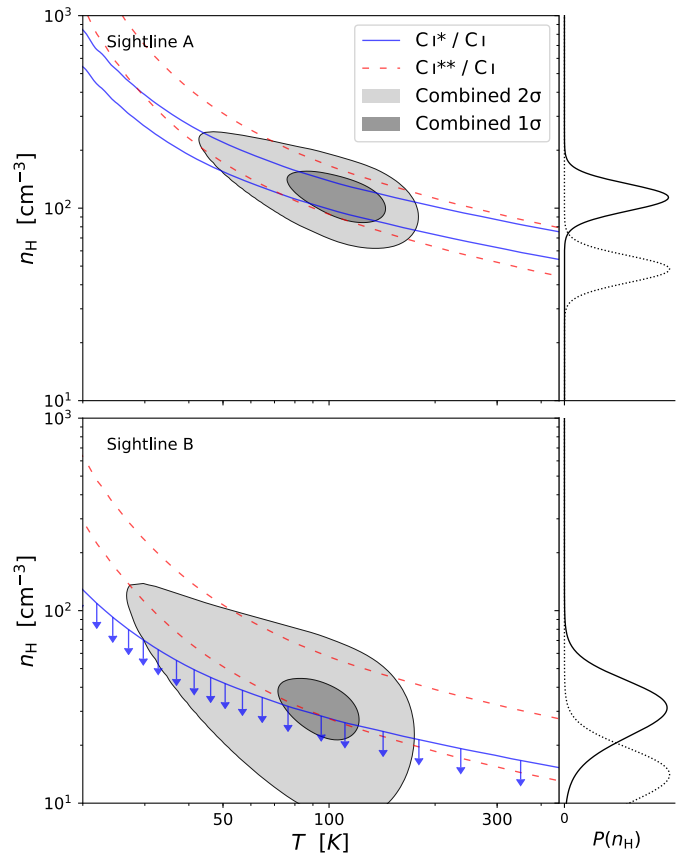 10³
Sightline A
C I* / C I
C I** / C I
Combined 2σ
Combined 1σ
10²
n_H [cm⁻³]
10¹
10³
Sightline B
10²
n_H [cm⁻³]
10¹
50 100 300 0
T [K] P(n_H)